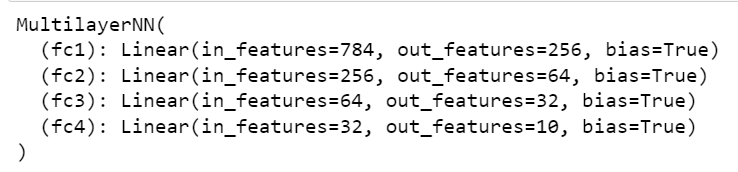 MultilayerNN(
  (fc1): Linear(in_features=784, out_features=256, bias=True)
  (fc2): Linear(in_features=256, out_features=64, bias=True)
  (fc3): Linear(in_features=64, out_features=32, bias=True)
  (fc4): Linear(in_features=32, out_features=10, bias=True)
)